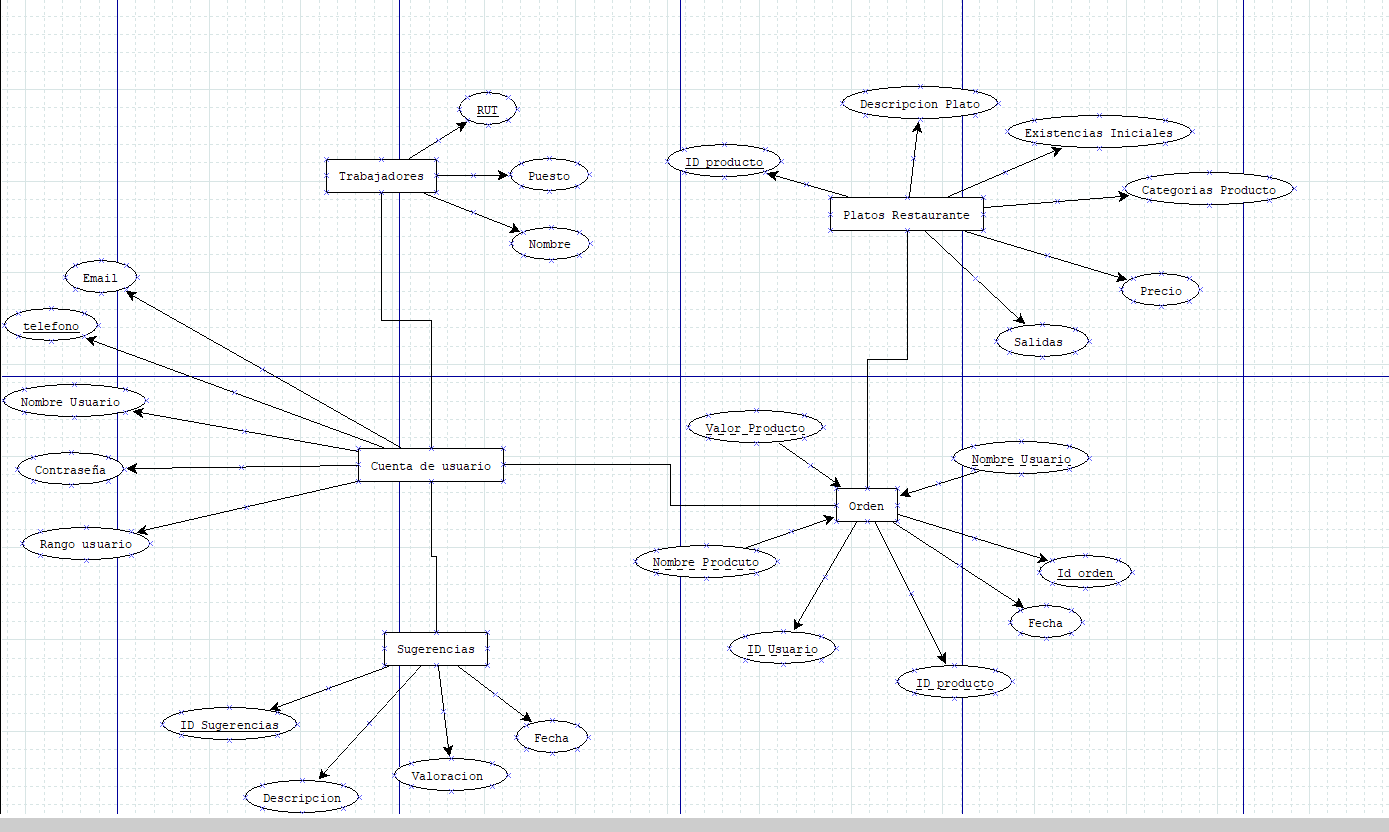 Descripcion Plato
RUT
Existencias Iniciales
ID producto
Trabajadores
Puesto
Categorias Producto
Platos Restaurante
Nombre
Email
Precio
telefono
Salidas
Nombre Usuario
Valor Producto
Nombre Usuario
Contraseña
Cuenta de usuario
Orden
Rango usuario
Nombre Prodcuto
Id orden
Fecha
Sugerencias
ID Usuario
ID producto
ID Sugerencias
Fecha
Valoracion
Descripcion